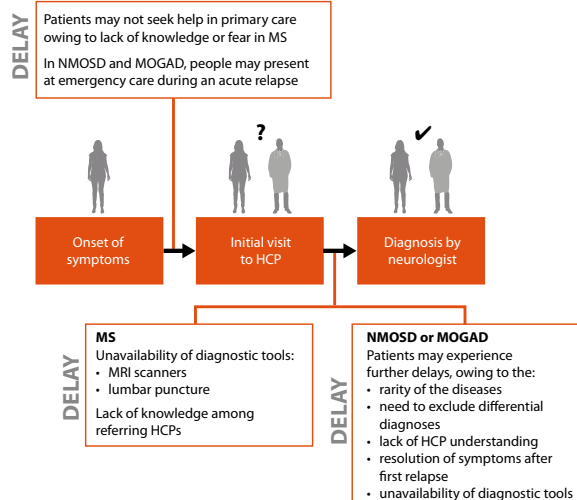 DELAY
Patients may not seek help in primary care
owing to lack of knowledge or fear in MS
In NMOSD and MOGAD, people may present
at emergency care during an acute relapse
?
✔
Onset of
symptoms
Initial visit
to HCP
Diagnosis by
neurologist
DELAY
MS
Unavailability of diagnostic tools:
• MRI scanners
• lumbar puncture
Lack of knowledge among
referring HCPs
DELAY
NMOSD or MOGAD
Patients may experience
further delays, owing to the:
• rarity of the diseases
• need to exclude differential
diagnoses
• lack of HCP understanding
• resolution of symptoms after
first relapse
• unavailability of diagnostic tools